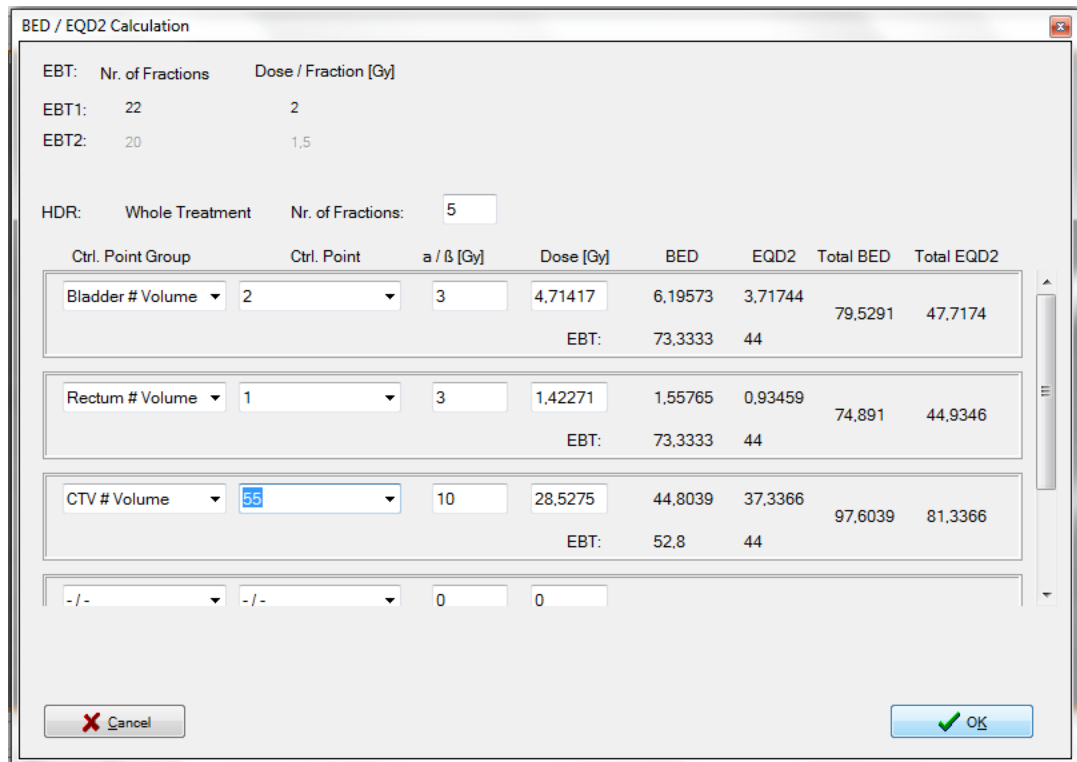 BED / EQD2 Calculation
EBT: Nr. of Fractions Dose / Fraction [Gy]
EBT1: 22 2
EBT2: 20 1,5
HDR: Whole Treatment Nr. of Fractions: 5
Ctrl. Point Group Ctrl. Point a / ß [Gy] Dose [Gy] BED EQD2 Total BED Total EQD2
Bladder # Volume 2 3 4,71417 6,19573 3,71744
79,5291 47,7174
EBT: 73,3333 44
Rectum # Volume 1 3 1,42271 1,55765 0,93459
74,891 44,9346
EBT: 73,3333 44
CTV # Volume 55 10 28,5275 44,8039 37,3366
97,6039 81,3366
EBT: 52,8 44
- / - - / - 0 0
Cancel OK